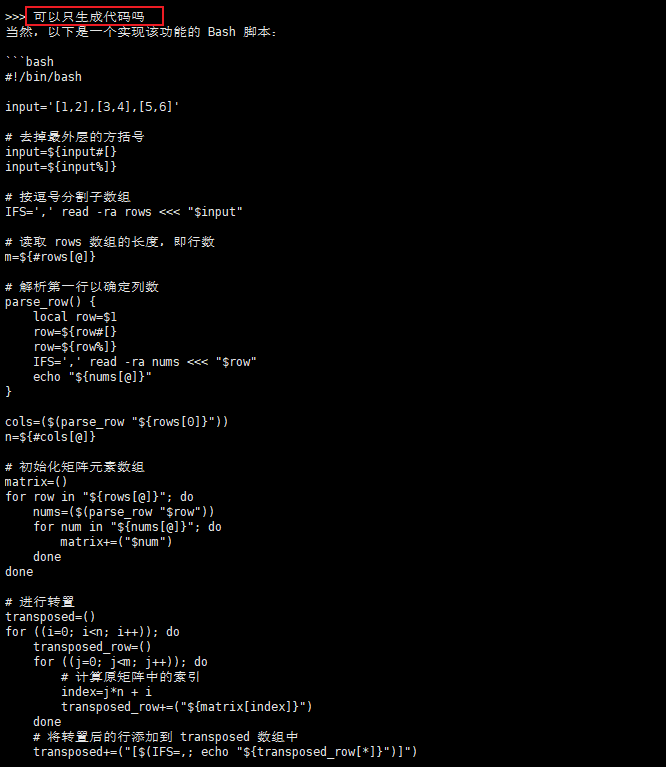 >>> 可以只生成代码吗
当然，以下是一个实现该功能的 Bash 脚本：
```bash
#!/bin/bash
input='[1,2],[3,4],[5,6]'
# 去掉最外层的方括号
input=${input#[}
input=${input%]}
# 按逗号分割子数组
IFS=',' read -ra rows <<< "$input"
# 读取 rows 数组的长度，即行数
m=${#rows[@]}
# 解析第一行以确定列数
parse_row() {
    local row=$1
    row=${row#[}
    row=${row%]}
    IFS=',' read -ra nums <<< "$row"
    echo "${nums[@]}"
}
cols=($(parse_row "${rows[0]}"))
n=${#cols[@]}
# 初始化矩阵元素数组
matrix=()
for row in "${rows[@]}"; do
    nums=($(parse_row "$row"))
    for num in "${nums[@]}"; do
        matrix+=("$num")
    done
done
# 进行转置
transposed=()
for ((i=0; i<n; i++)); do
    transposed_row=()
    for ((j=0; j<m; j++)); do
        # 计算原矩阵中的索引
        index=j*n + i
        transposed_row+=("${matrix[index]}")
    done
    # 将转置后的行添加到 transposed 数组中
    transposed+=("[$(IFS=,; echo "${transposed_row[*]}")]")